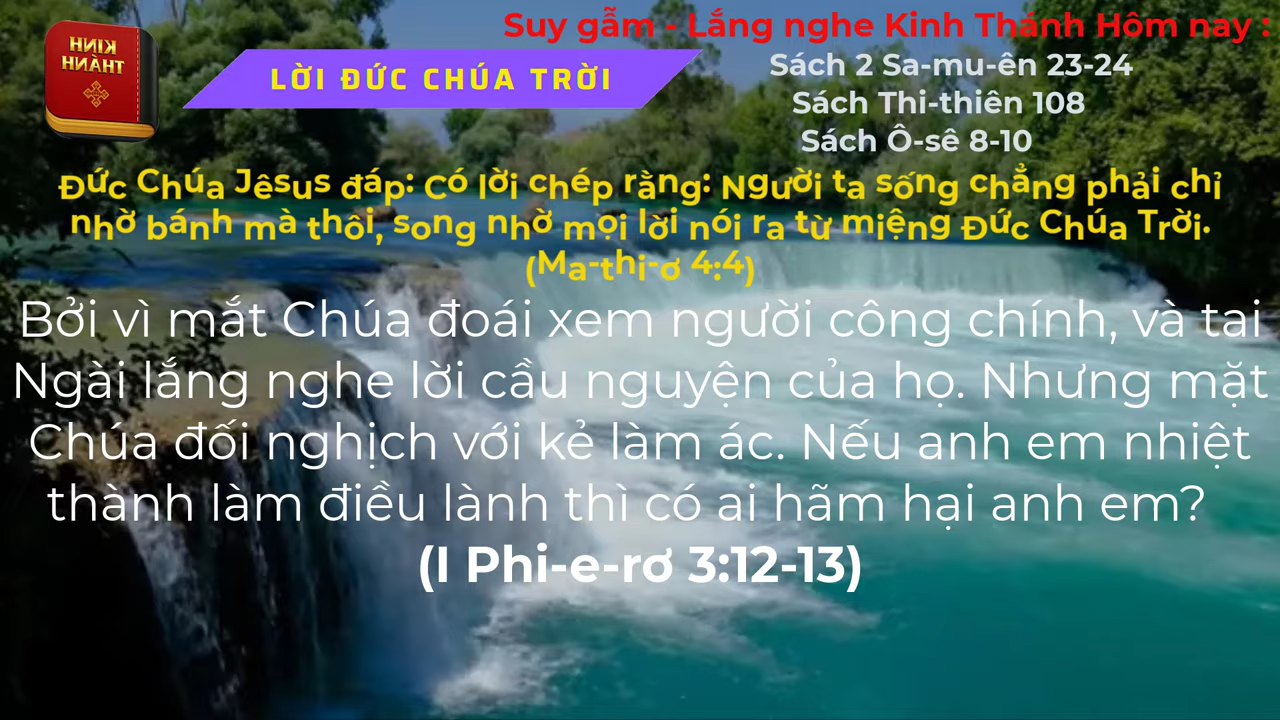 KINH
THÁNH
LỜI ĐỨC CHÚA TRỜI
Suy gẫm - Lắng nghe Kinh Thánh Hôm nay :
Sách 2 Sa-mu-ên 23-24
Sách Thi-thiên 108
Sách Ô-sê 8-10
Đức Chúa Jêsus đáp: Có lời chép rằng: Người ta sống chẳng phải chỉ
nhờ bánh mà thôi, song nhờ mọi lời nói ra từ miệng Đức Chúa Trời.
(Ma-thi-ơ 4:4)
Bởi vì mắt Chúa đoái xem người công chính, và tai
Ngài lắng nghe lời cầu nguyện của họ. Nhưng mặt
Chúa đối nghịch với kẻ làm ác. Nếu anh em nhiệt
thành làm điều lành thì có ai hãm hại anh em?
(I Phi-e-rơ 3:12-13)